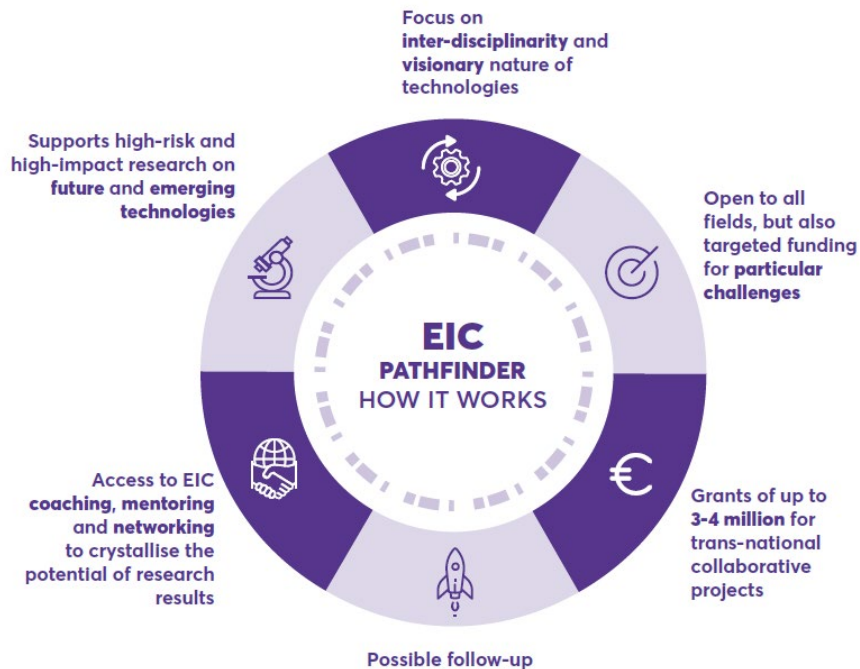 Focus on
inter-disciplinarity and
visionary nature of
technologies
Open to all
fields, but also
targeted funding
for particular
challenges
€
Grants of up to
3-4 million for
trans-national
collaborative
projects
Possible follow-up
Access to EIC
coaching, mentoring
and networking
to crystallise the
potential of research
results
Supports high-risk and
high-impact research on
future and emerging
technologies
EIC
PATHFINDER
HOW IT WORKS